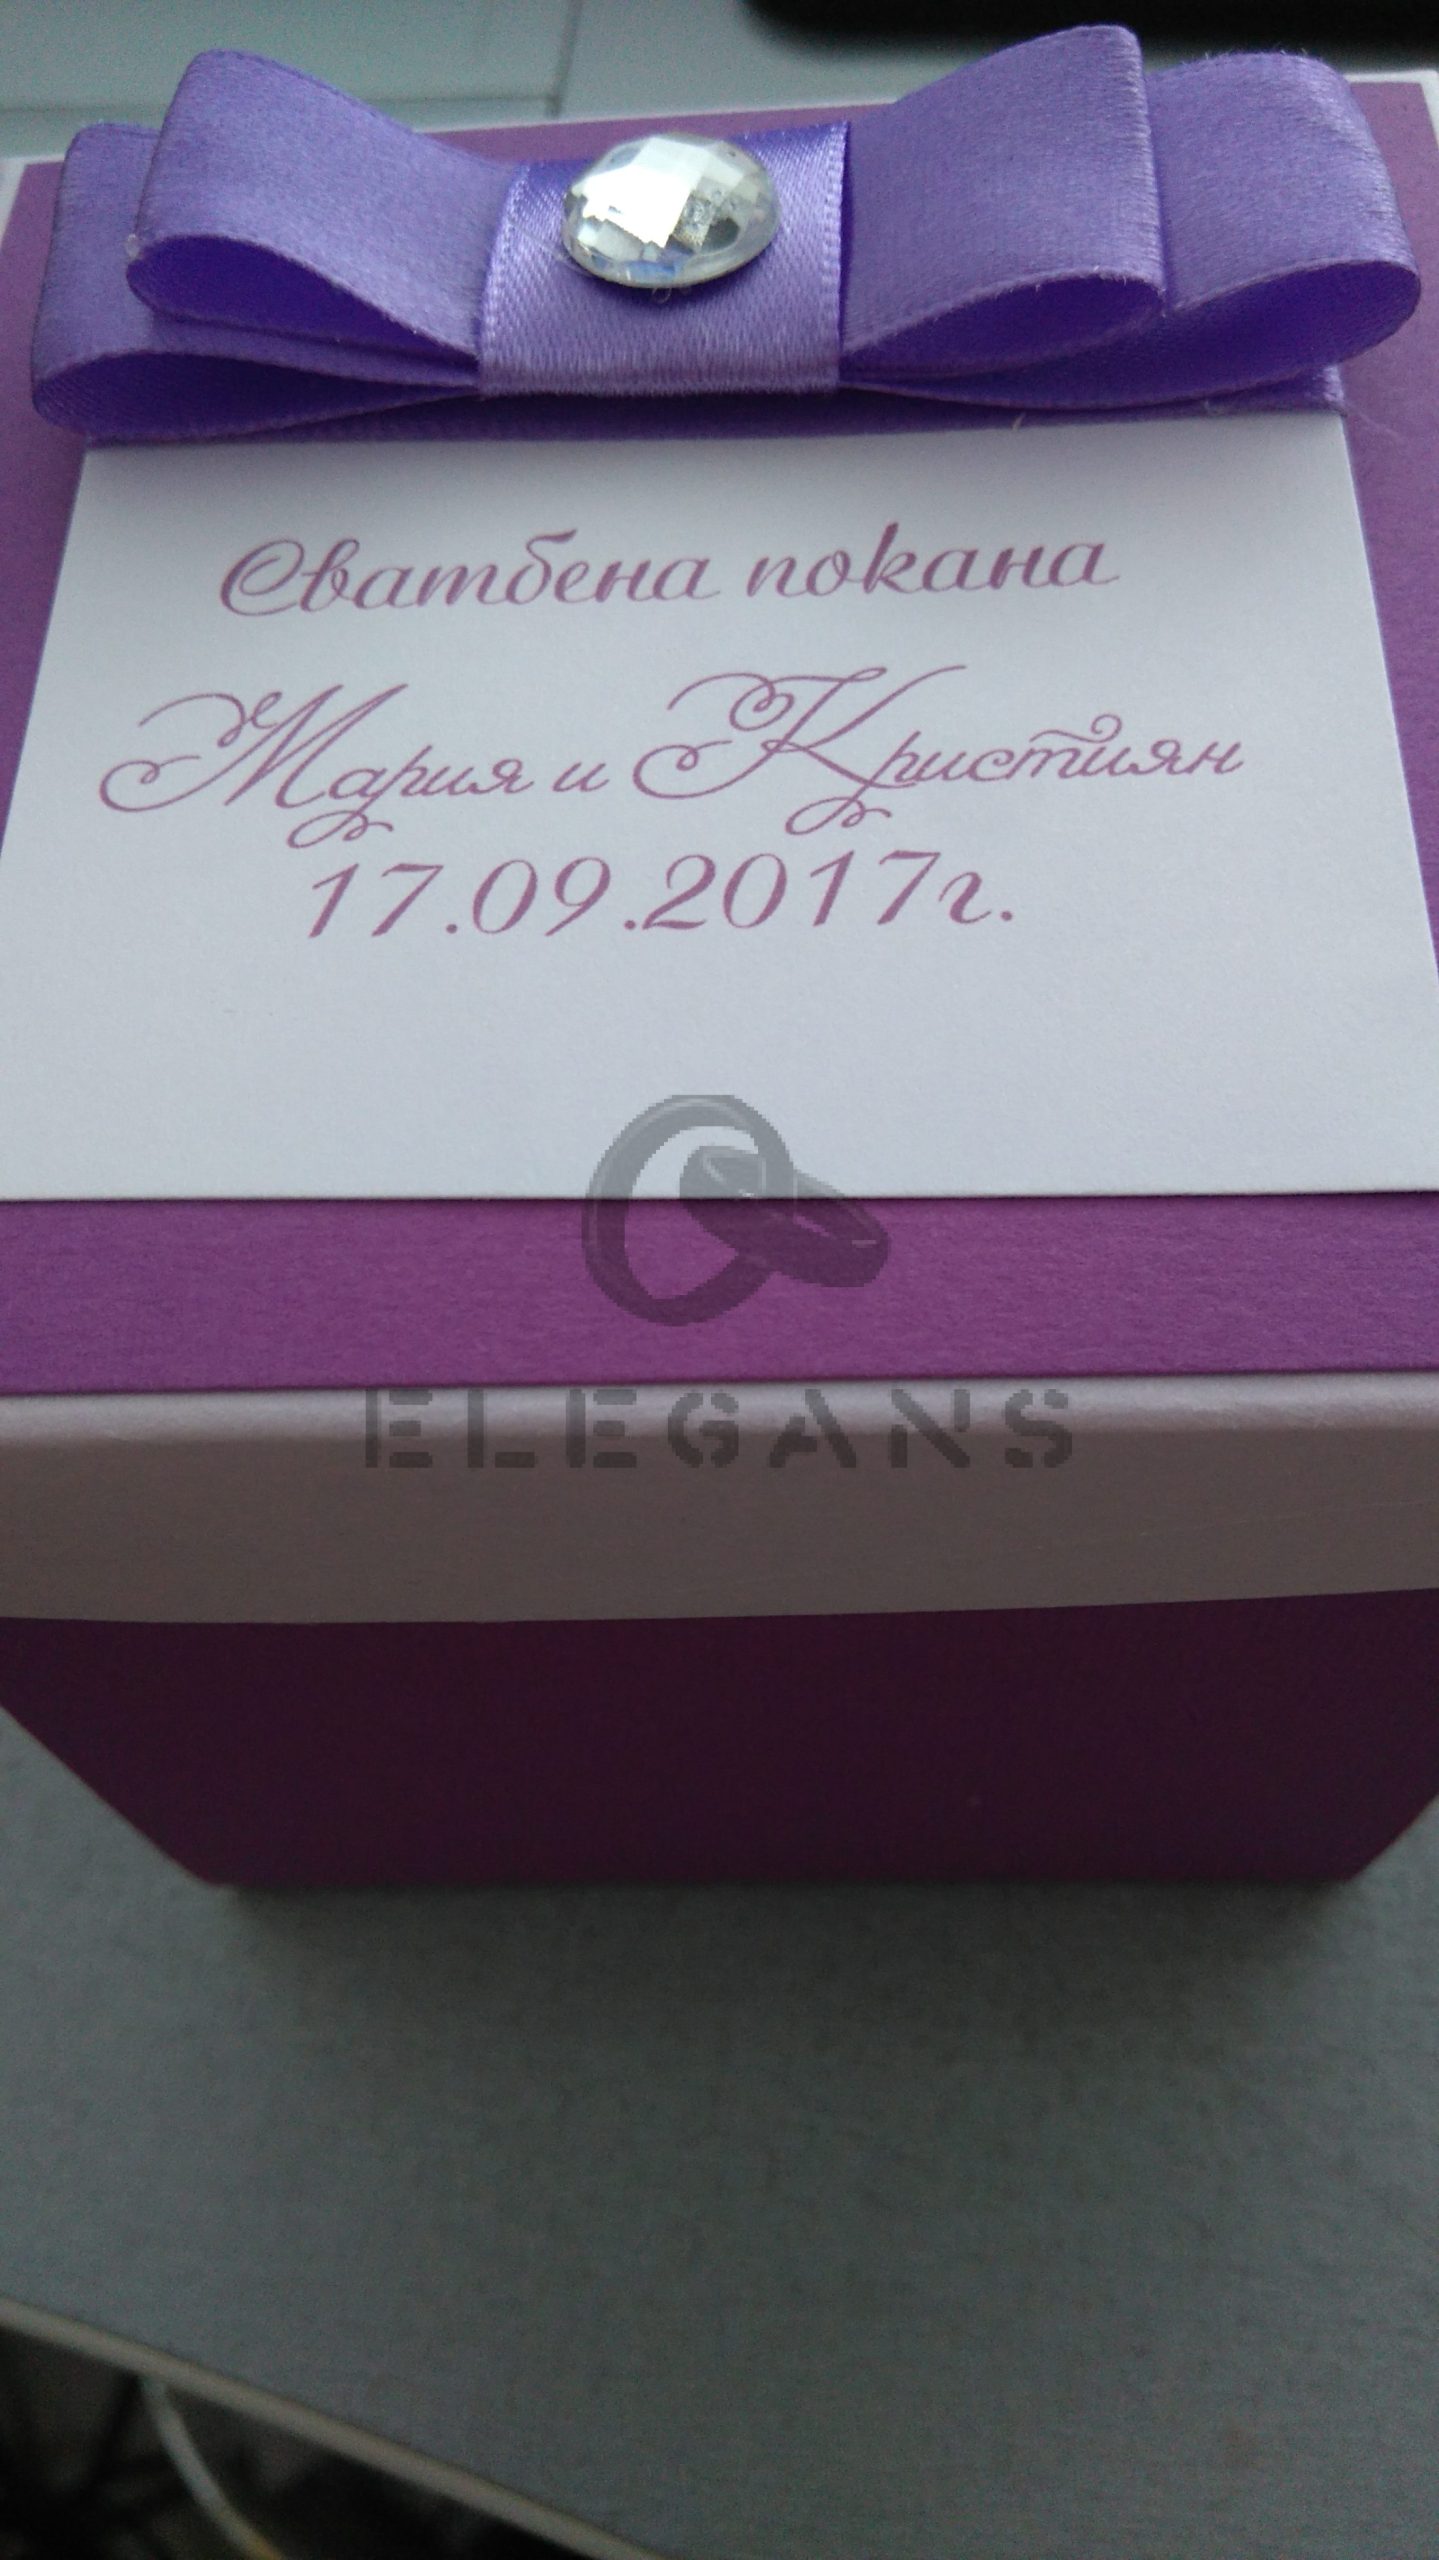 Сватбена покана
Мария и Кристиян
17.09.2017г.
ELEGANS